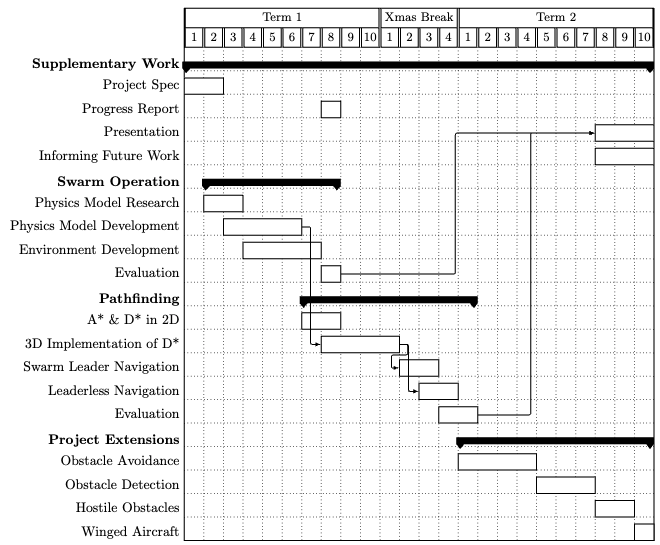 Term 1 Xmas Break Term 2
1 2 3 4 5 6 7 8 9 10 1 2 3 4 1 2 3 4 5 6 7 8 9 10
Supplementary Work
Project Spec
Progress Report
Presentation
Informing Future Work
Swarm Operation
Physics Model Research
Physics Model Development
Environment Development
Evaluation
Pathfinding
A* & D* in 2D
3D Implementation of D*
Swarm Leader Navigation
Leaderless Navigation
Evaluation
Project Extensions
Obstacle Avoidance
Obstacle Detection
Hostile Obstacles
Winged Aircraft